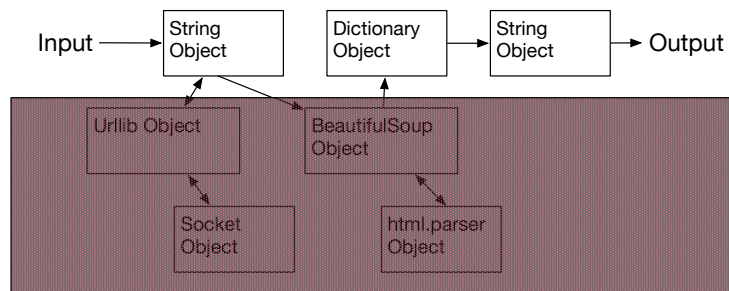 Input
String
Object
Dictionary
Object
String
Object
Output
Urllib Object
BeautifulSoup
Object
Socket
Object
html.parser
Object